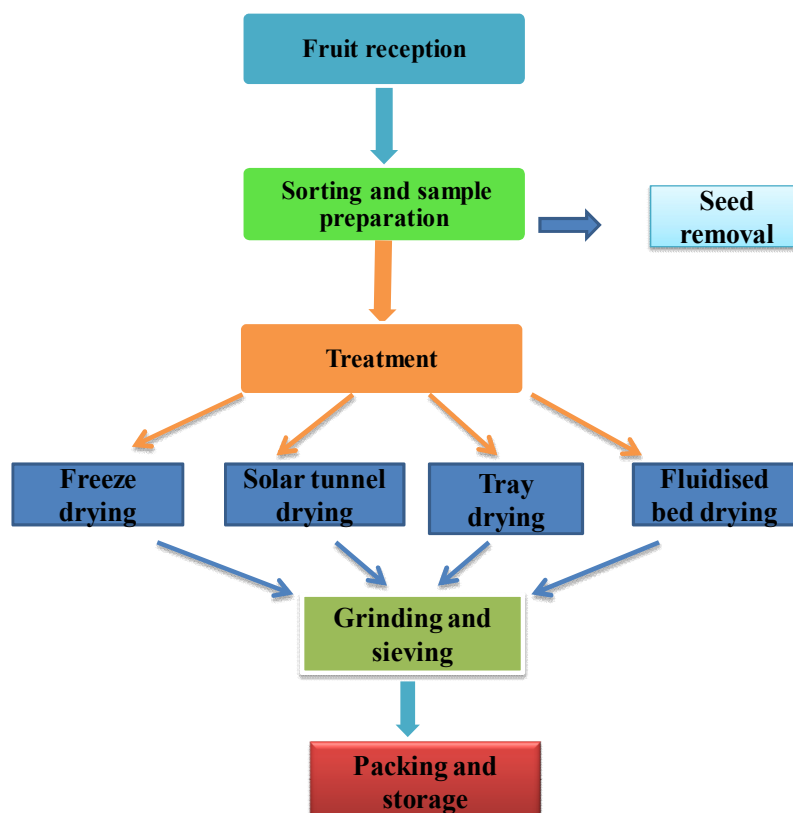 Fruit reception
Sorting and sample
preparation
Seed
removal
Treatment
Freeze
drying
Solar tunnel
drying
Tray
drying
Fluidised
bed drying
Grinding and
sieving
Packing and
storage